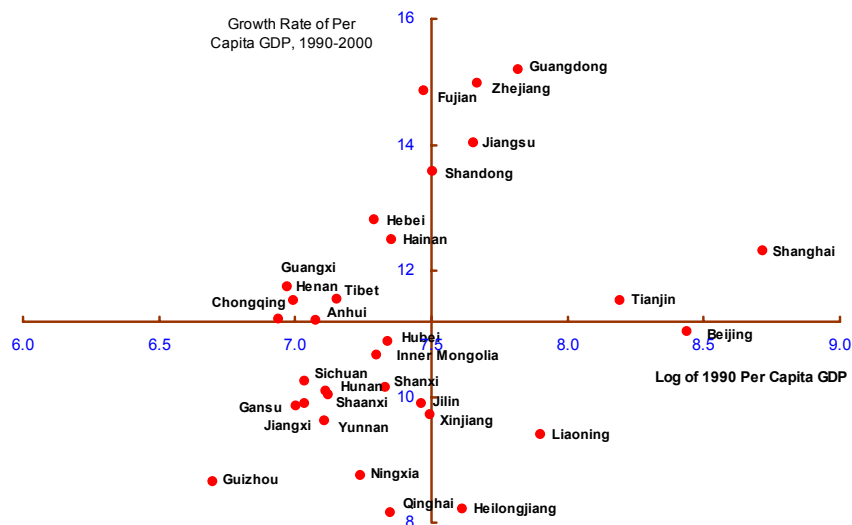 Growth Rate of Per
Capita GDP, 1990-2000
16
Guangdong
Zhejiang
Fujian
14
Jiangsu
Shandong
Hebei
Hainan
12
Shanghai
Guangxi
Henan
Tibet
Tianjin
Chongqing
Anhui
Hubei
Beijing
6.0
6.5
7.0
7.5
8.0
8.5
9.0
Inner Mongolia
Log of 1990 Per Capita GDP
Sichuan
Hunan
Shanxi
10
Gansu
Shaanxi
Jilin
Jiangxi
Yunnan
Xinjiang
Liaoning
Guizhou
Ningxia
Qinghai
Heilongjiang
8